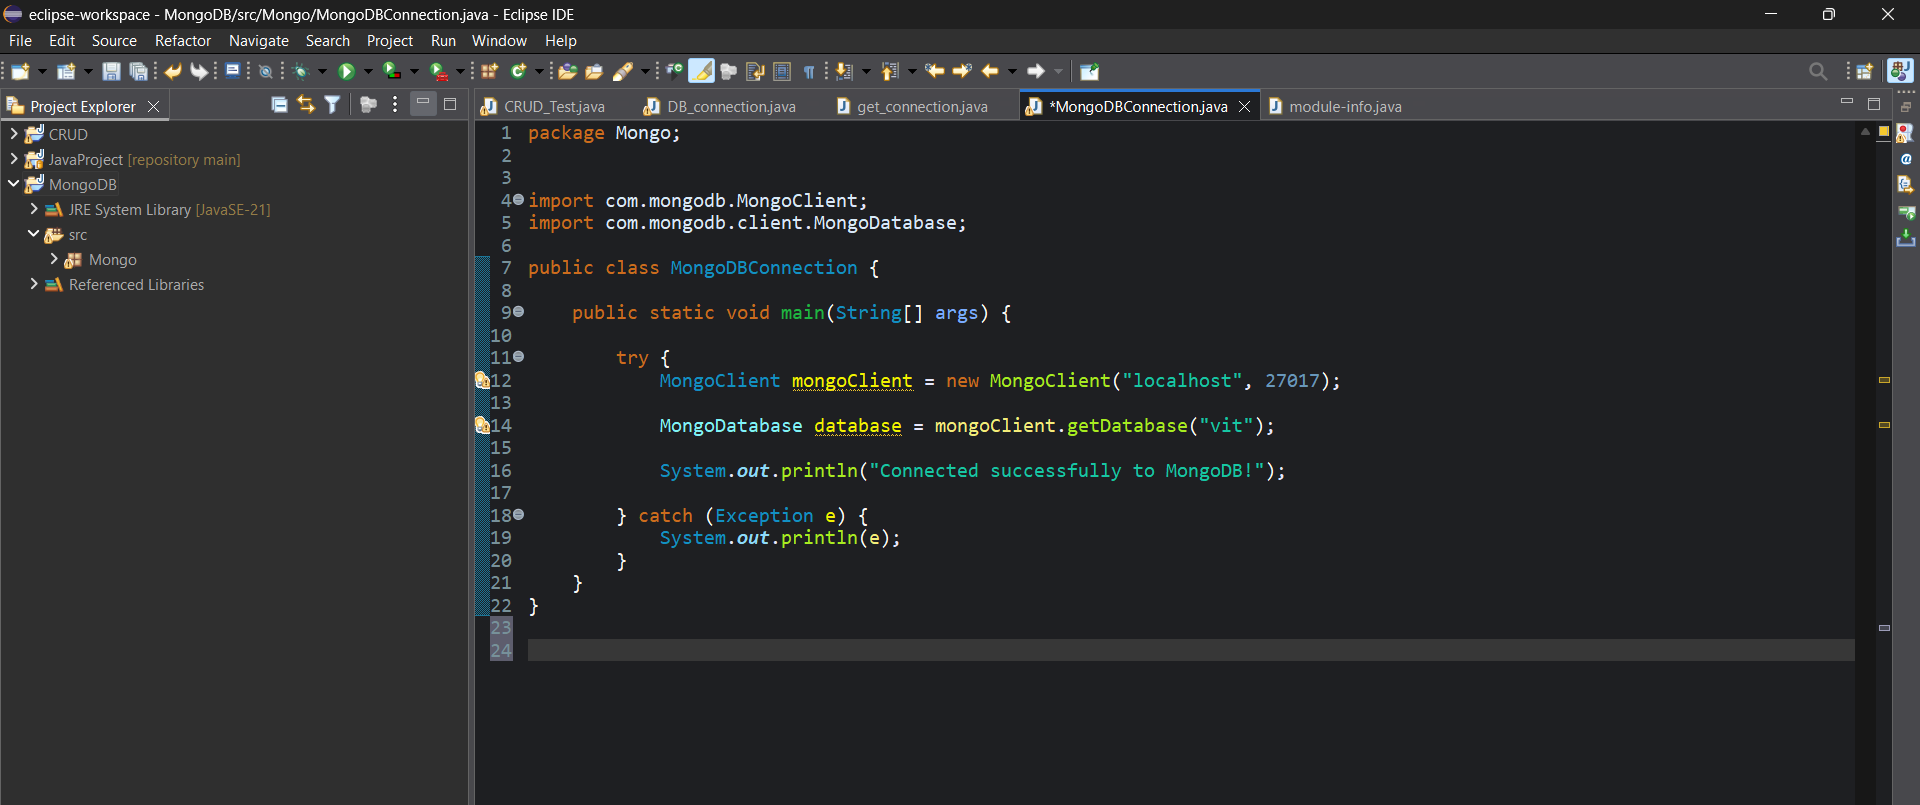 eclipse-workspace - MongoDB/src/Mongo/MongoDBConnection.java - Eclipse IDE
File Edit Source Refactor Navigate Search Project Run Window Help
Project Explorer
CRUD
JavaProject [repository main]
MongoDB
JRE System Library [JavaSE-21]
src
Mongo
Referenced Libraries
CRUD_Test.java DB_connection.java get_connection.java *MongoDBConnection.java module-info.java
1 package Mongo;
2
3
4 import com.mongodb.MongoClient;
5 import com.mongodb.client.MongoDatabase;
6
7 public class MongoDBConnection {
8
9     public static void main(String[] args) {
10
11         try {
12             MongoClient mongoClient = new MongoClient("localhost", 27017);
13
14             MongoDatabase database = mongoClient.getDatabase("vit");
15
16             System.out.println("Connected successfully to MongoDB!");
17
18         } catch (Exception e) {
19             System.out.println(e);
20         }
21     }
22 }
23
24